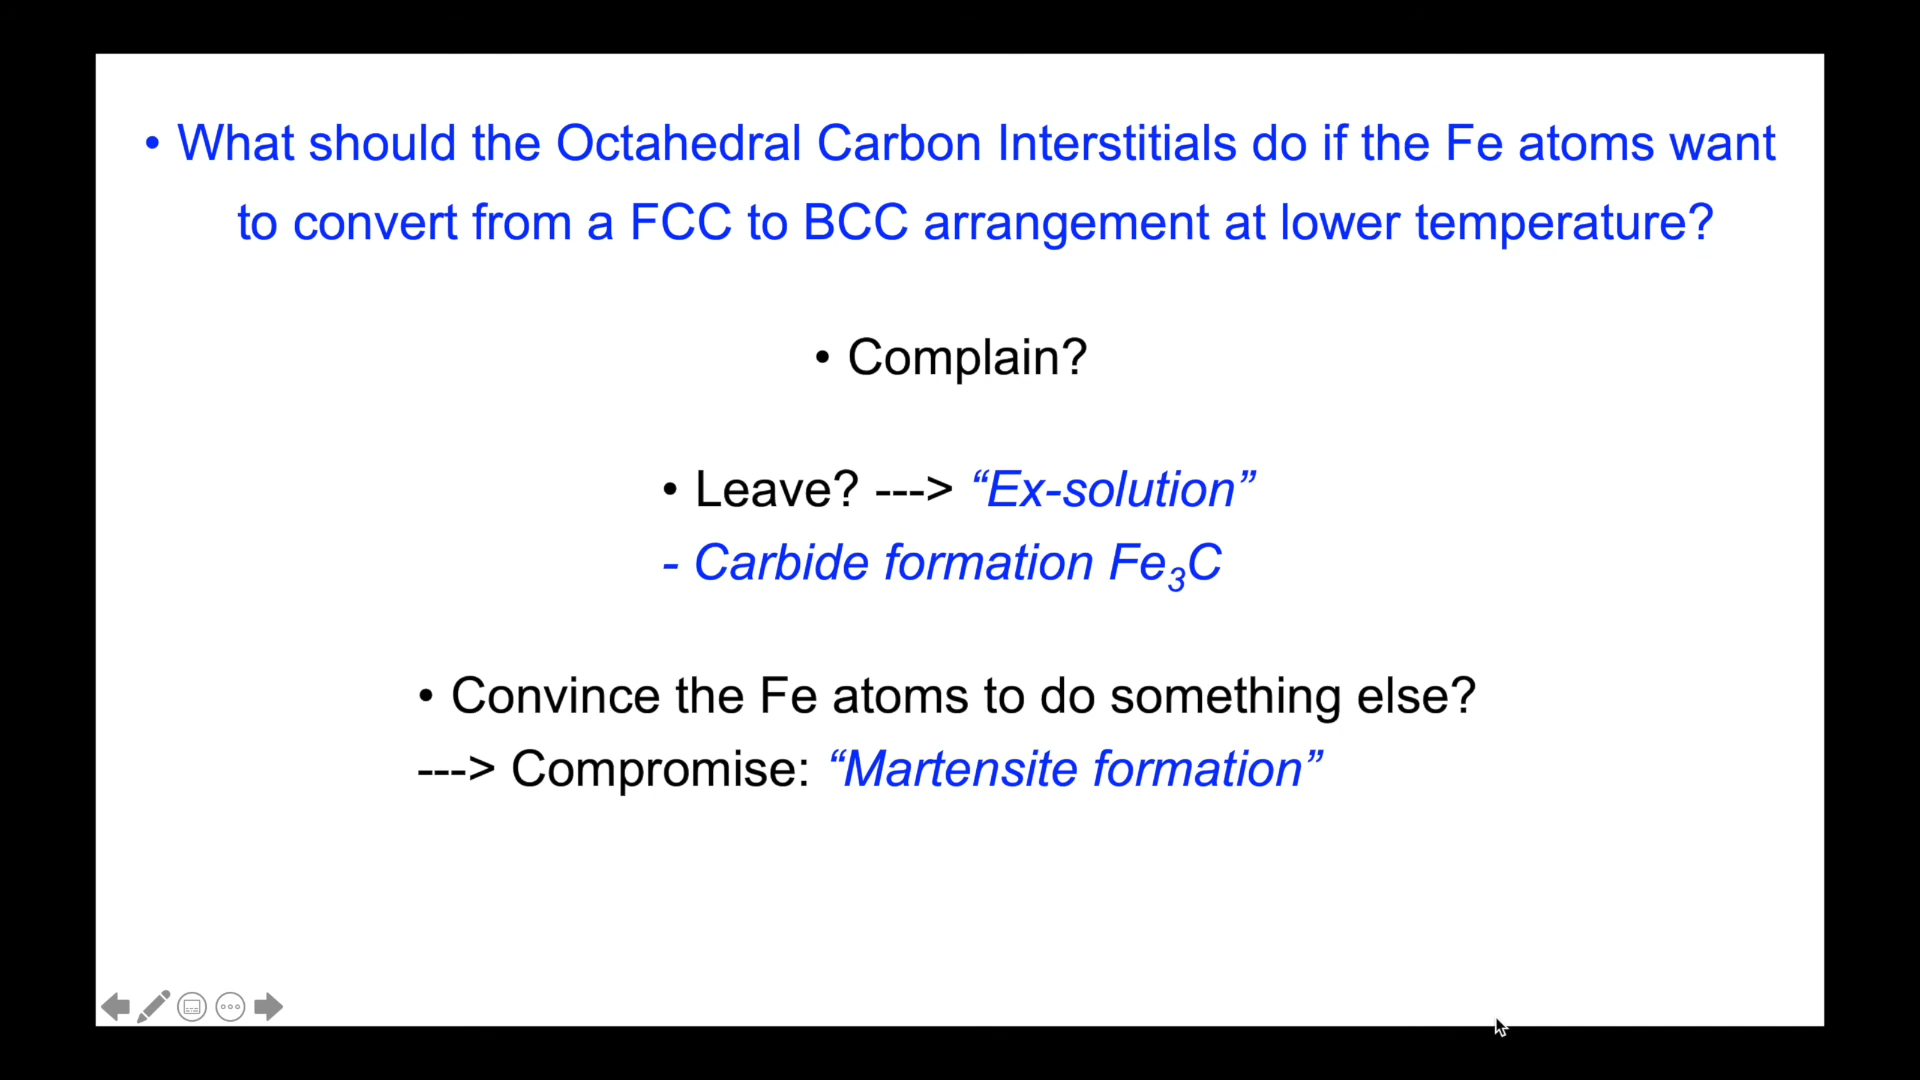 • What should the Octahedral Carbon Interstitials do if the Fe atoms want
to convert from a FCC to BCC arrangement at lower temperature?
• Complain?
• Leave? ---> “Ex-solution”
- Carbide formation Fe₃C
• Convince the Fe atoms to do something else?
---> Compromise: “Martensite formation”